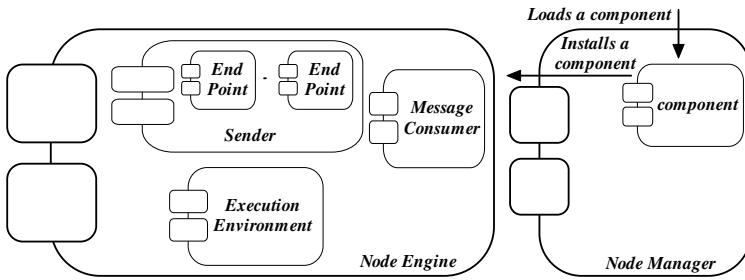 Loads a component
Installs a
component
End
Point
-
End
Point
Sender
Message
Consumer
component
Execution
Environment
Node Engine
Node Manager